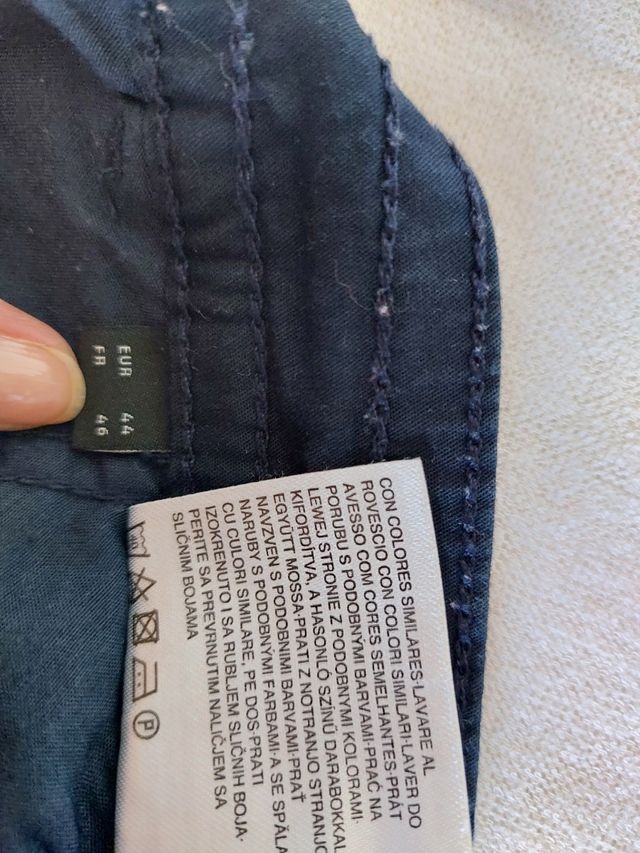 EUR 44
FR 46
CON COLORES SIMILARES·LAVARE AL
ROVESCIO CON COLORI SIMILARI·LAVER DO
AVESSO COM CORES SEMELHANTES·PRÁT
PORUBU S PODOBNÝMI BARVAMI·PRAĆ NA
LEWEJ STRONIE Z PODOBNYMI KOLORAMI·
KIFORDÍTVA, A HASONLÓ SZÍNŰ DARABOKKAL
EGYÜTT MOSSA·PRATI Z NOTRANJO STRANJO
NAVZVEN S PODOBNIMI BARVAMI·PRAŤ
NARUBY S PODOBNÝMI FARBAMI·A SE SPĂLA
CU CULORI SIMILARE, PE DOS·PRATI
IZOKRENUTO I SA RUBLJEM SLIČNIH BOJA·
PERITE SA PREVRNUTIM NALIČJEM SA
SLIČNIM BOJAMA
P